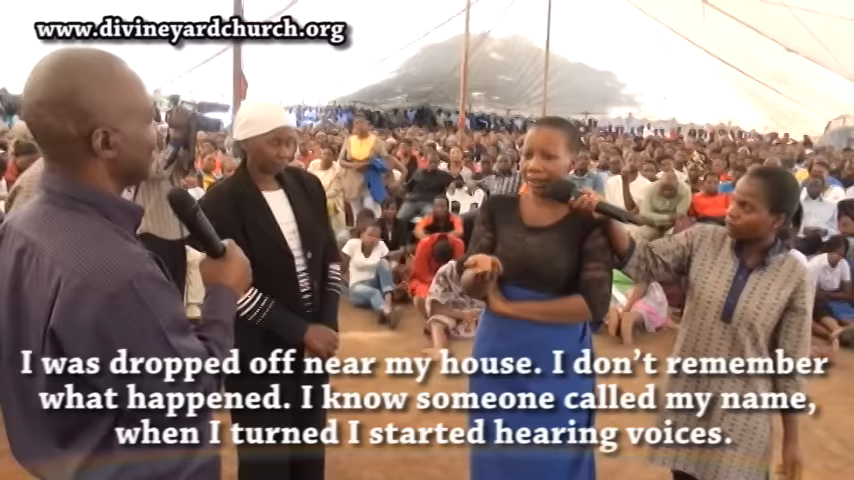 www.divineyardchurch.org
I was dropped off near my house. I don't remember
what happened. I know someone called my name,
when I turned I started hearing voices.